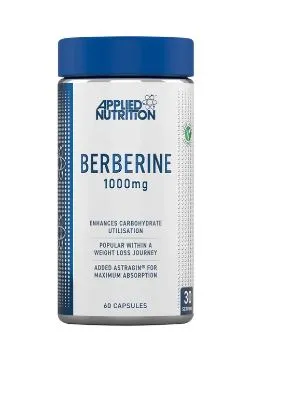 APPLIED
NUTRITION
BERBERINE
1000mg
ENHANCES CARBOHYDRATE
UTILISATION
POPULAR WITHIN A
WEIGHT LOSS JOURNEY
ADDED ASTRAGIN® FOR
MAXIMUM ABSORPTION
60 CAPSULES
30